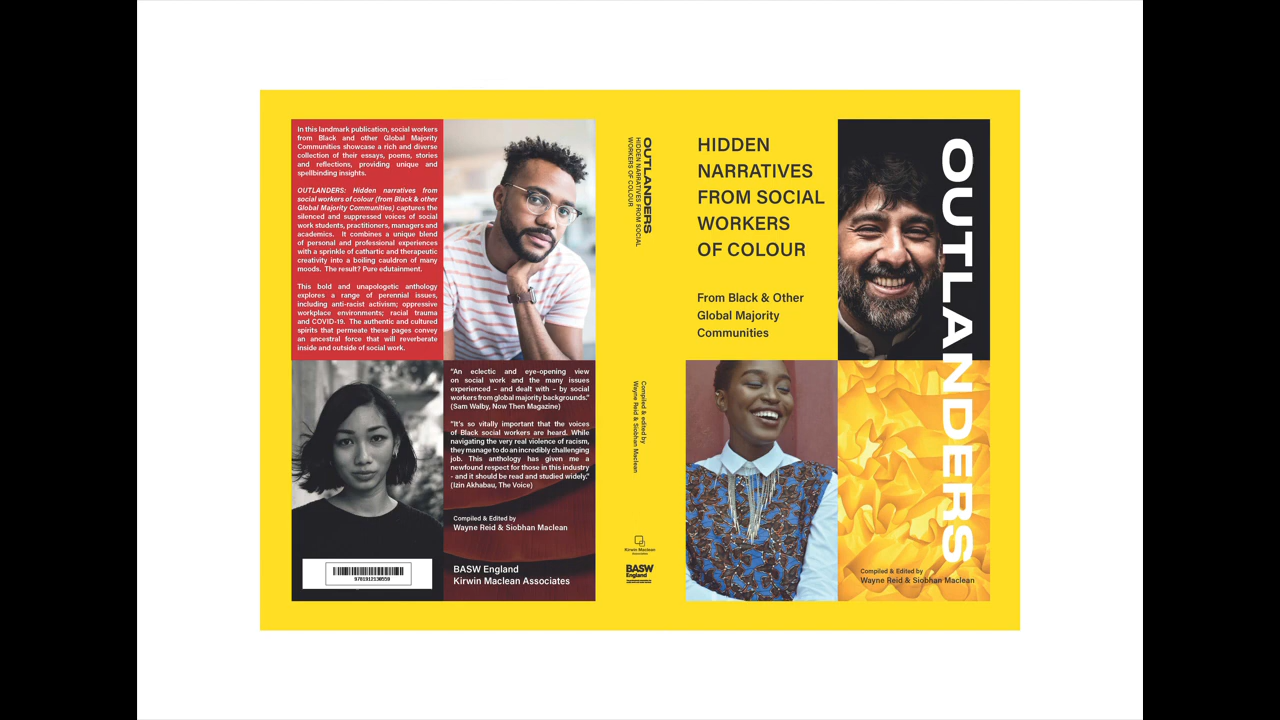 In this landmark publication, social workers
from Black and other Global Majority
Communities showcase a rich and diverse
collection of their essays, poems, stories
and reflections, providing unique and
spellbinding insights.
OUTLANDERS: Hidden narratives from
social workers of colour (from Black & other
Global Majority Communities) captures the
silenced and suppressed voices of social
work students, practitioners, managers and
academics. It combines a unique blend
of personal and professional experiences
with a sprinkle of cathartic and therapeutic
creativity into a boiling cauldron of many
moods. The result? Pure edutainment.
This bold and unapologetic anthology
explores a range of perennial issues,
including anti-racist activism; oppressive
workplace environments; racial trauma
and COVID-19. The authentic and cultured
spirits that permeate these pages convey
an ancestral force that will reverberate
inside and outside of social work.
"An eclectic and eye-opening view
on social work and the many issues
experienced – and dealt with – by social
workers from global majority backgrounds."
(Sam Walby, Now Then Magazine)
"It's so vitally important that the voices
of Black social workers are heard. While
navigating the very real violence of racism,
they manage to do an incredibly challenging
job. This anthology has given me a
newfound respect for those in this industry
- and it should be read and studied widely."
(Izin Akhabau, The Voice)
Compiled & Edited by
Wayne Reid & Siobhan Maclean
BASW England
Kirwin Maclean Associates
9781912130559
OUTLANDERS
HIDDEN NARRATIVES FROM SOCIAL
WORKERS OF COLOUR
Compiled & edited by
Wayne Reid & Siobhan Maclean
Kirwin Maclean
Associates
BASW
England
HIDDEN
NARRATIVES
FROM SOCIAL
WORKERS
OF COLOUR
From Black & Other
Global Majority
Communities
OUTLANDERS
Compiled & Edited by
Wayne Reid & Siobhan Maclean